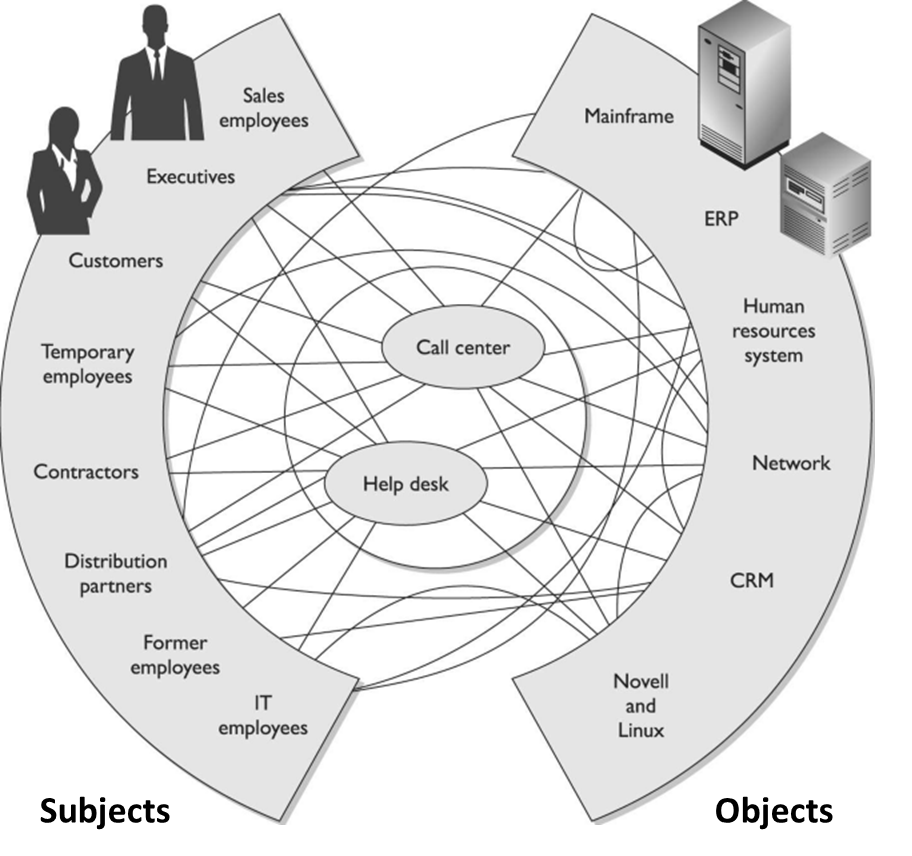 Sales
employees
Executives
Customers
Temporary
employees
Contractors
Distribution
partners
Former
employees
IT
employees
Call center
Help desk
Mainframe
ERP
Human
resources
system
Network
CRM
Novell
and
Linux
Subjects
Objects